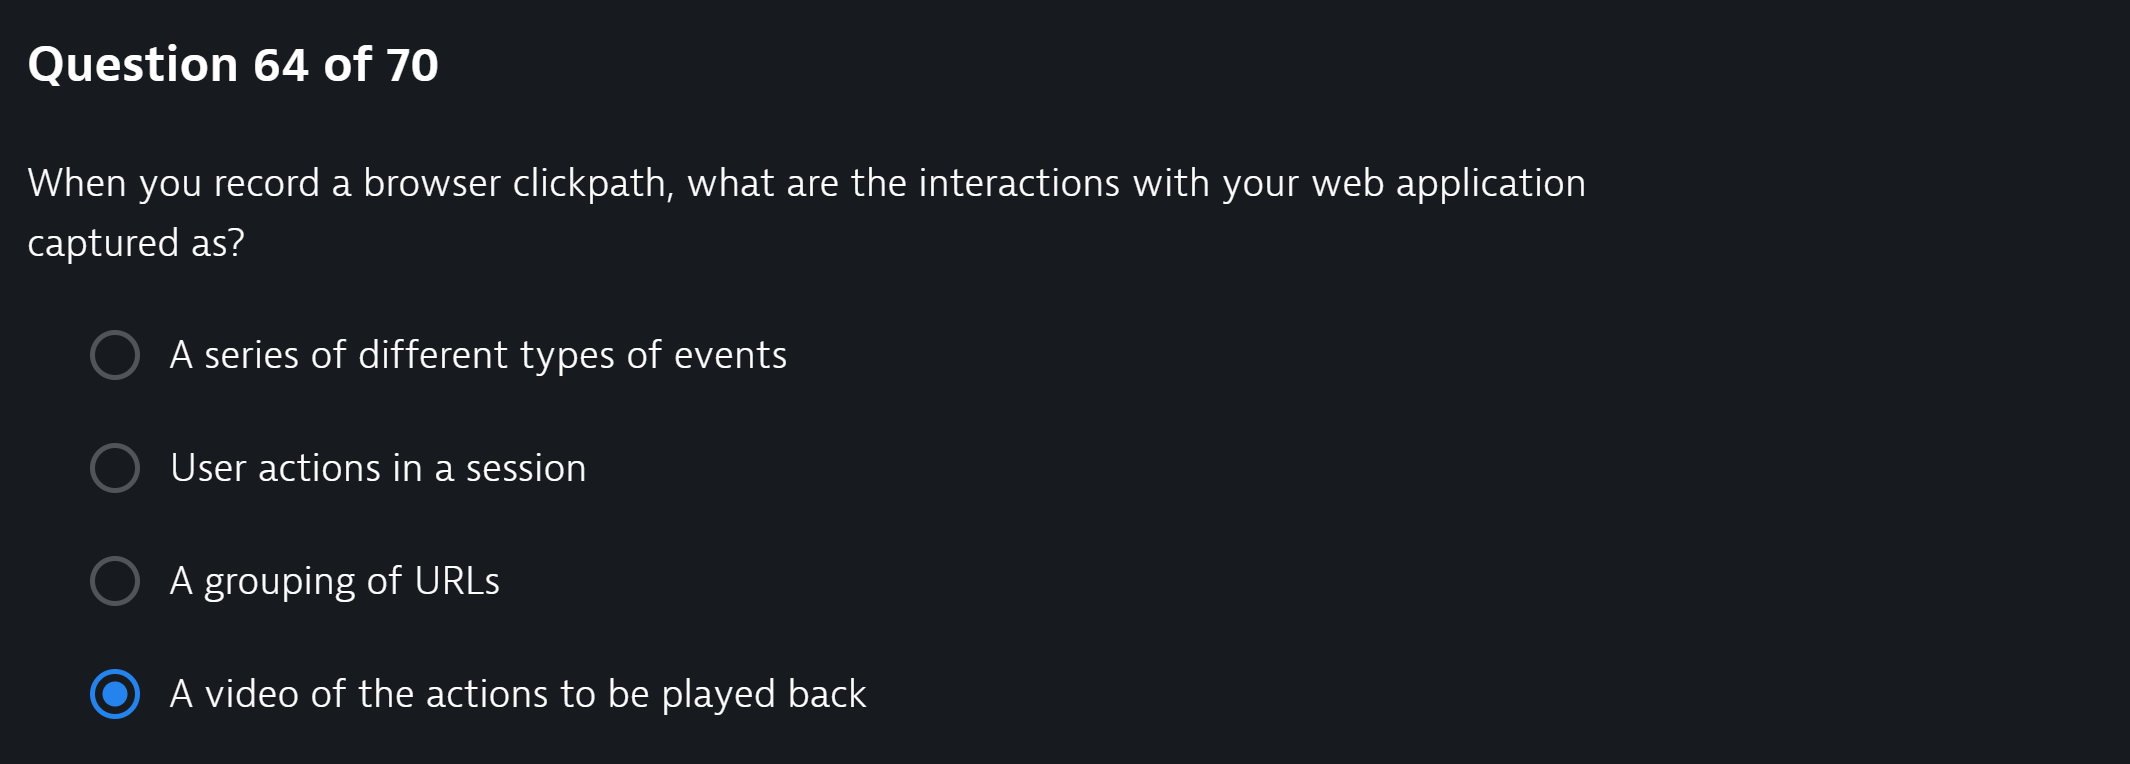 Question 64 of 70
When you record a browser clickpath, what are the interactions with your web application
captured as?
A series of different types of events
User actions in a session
A grouping of URLs
A video of the actions to be played back